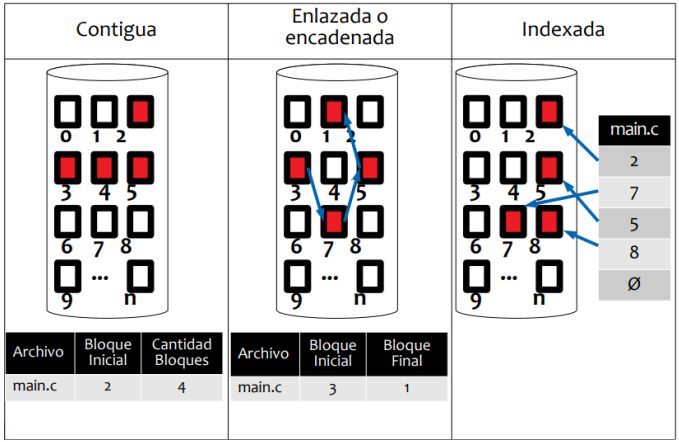 Contigua
0 1 2
3 4 5
6 7 8
9 ... n
Archivo Bloque Inicial Cantidad Bloques
main.c 2 4
Enlazada o
encadenada
0 1 2
3 4 5
6 7 8
9 ... n
Archivo Bloque Inicial Bloque Final
main.c 3 1
Indexada
0 1 2
3 4 5
6 7 8
9 ... n
main.c
2
7
5
8
Ø